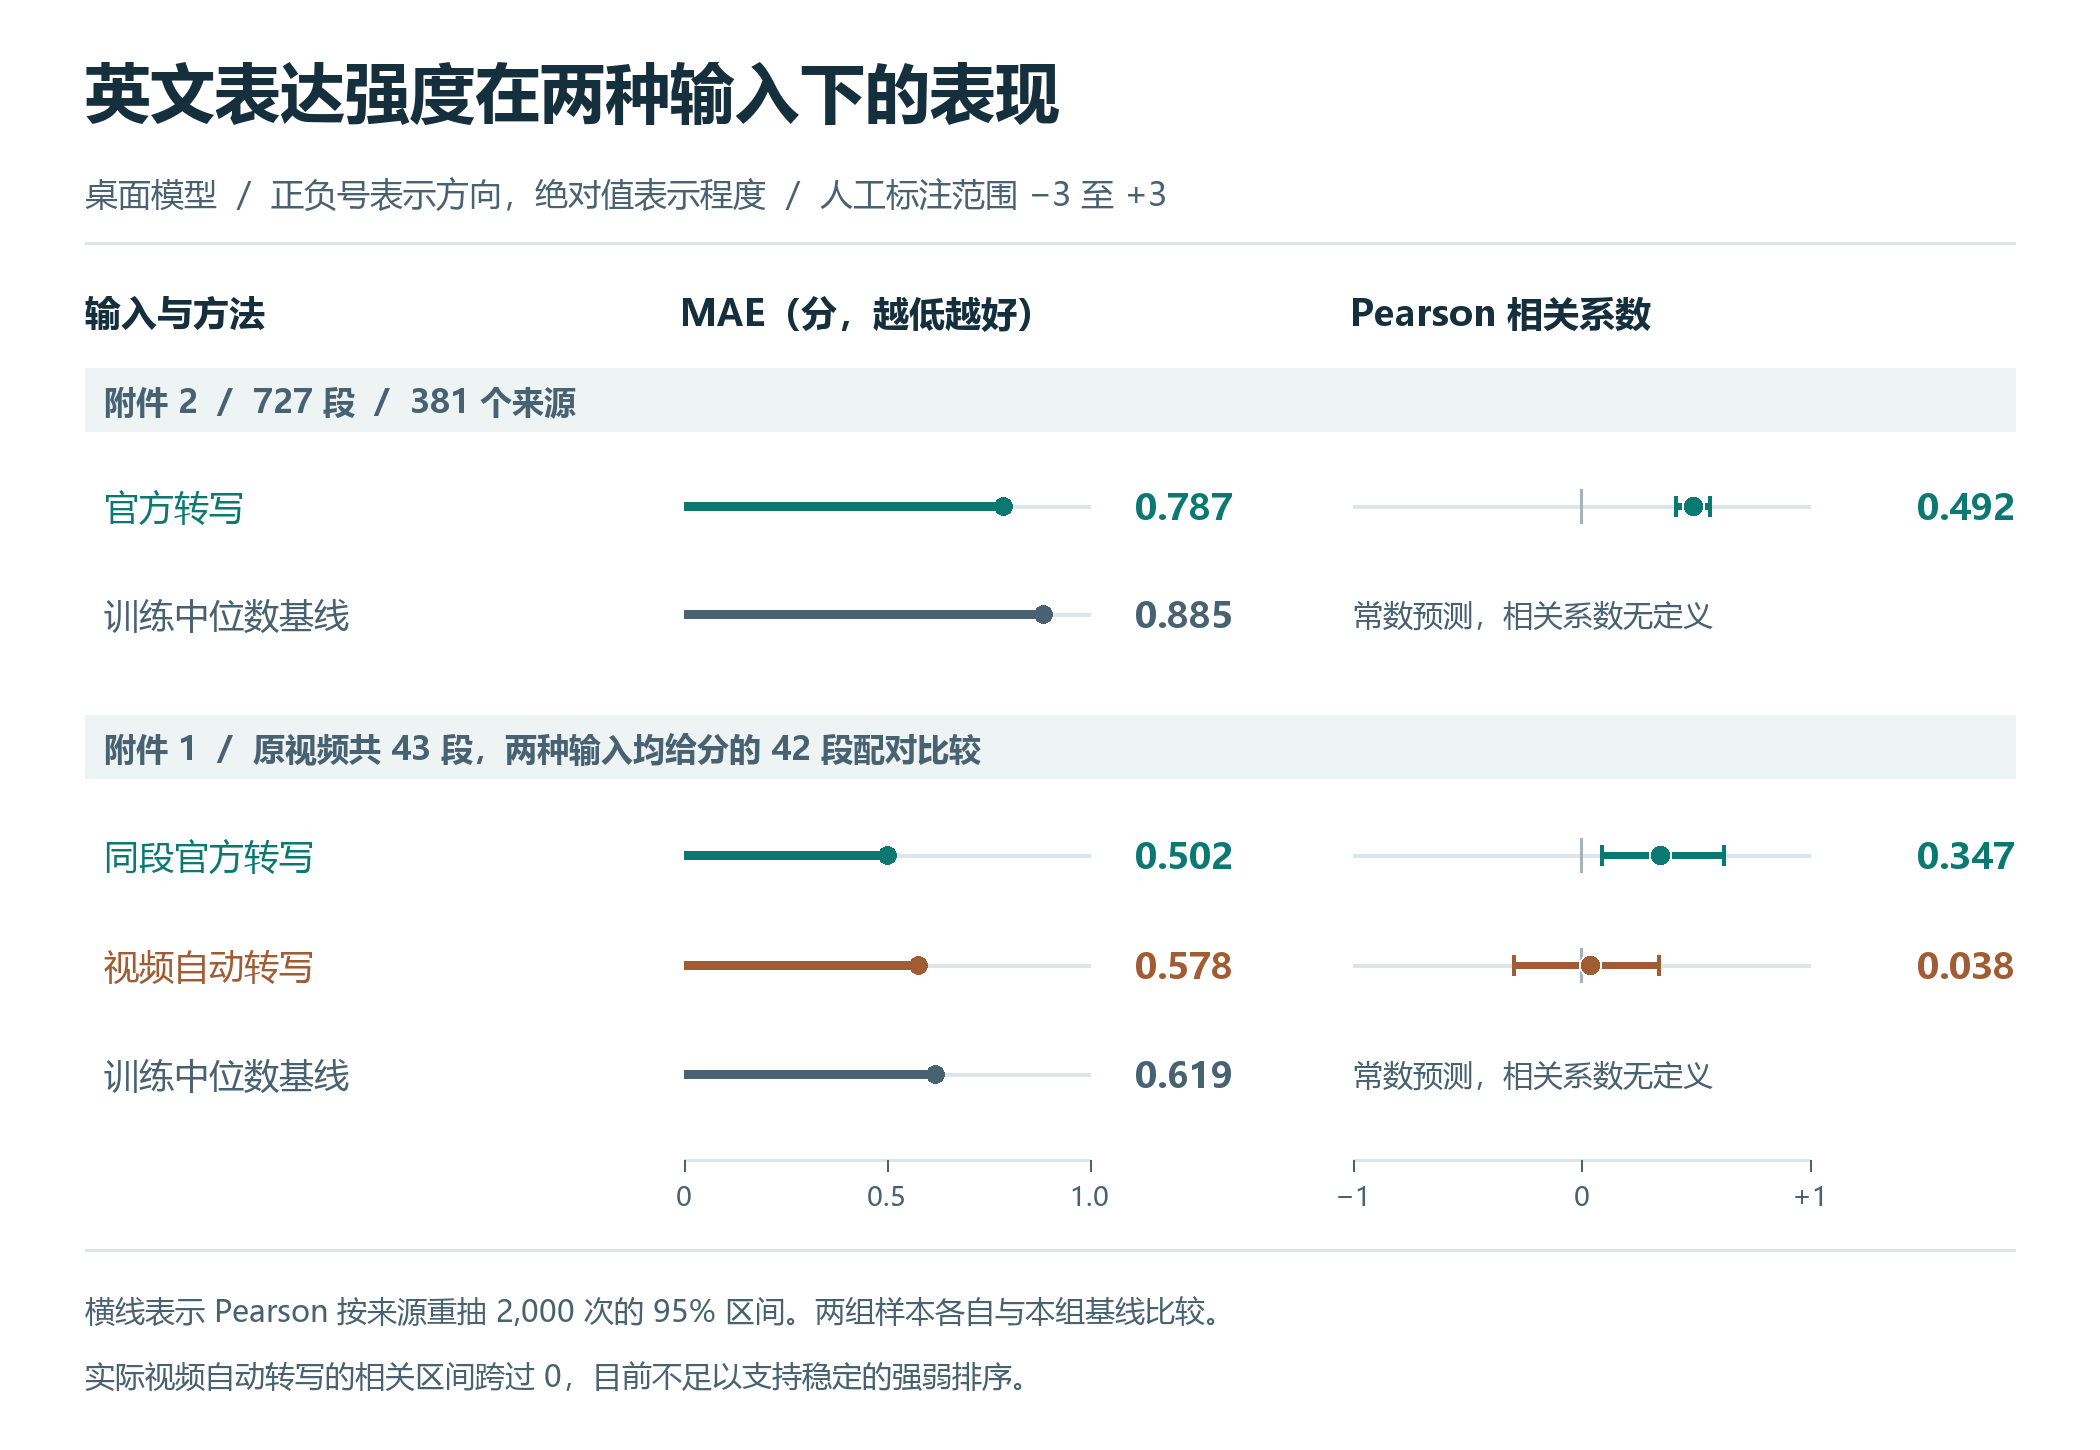 英文表达强度在两种输入下的表现
桌面模型 / 正负号表示方向，绝对值表示程度 / 人工标注范围 −3 至 +3
输入与方法 MAE（分，越低越好） Pearson 相关系数
附件 2 / 727 段 / 381 个来源
官方转写 0.787 0.492
训练中位数基线 0.885 常数预测，相关系数无定义
附件 1 / 原视频共 43 段，两种输入均给分的 42 段配对比较
同段官方转写 0.502 0.347
视频自动转写 0.578 0.038
训练中位数基线 0.619 常数预测，相关系数无定义
0 0.5 1.0 −1 0 +1
横线表示 Pearson 按来源重抽 2,000 次的 95% 区间。两组样本各自与本组基线比较。
实际视频自动转写的相关区间跨过 0，目前不足以支持稳定的强弱排序。